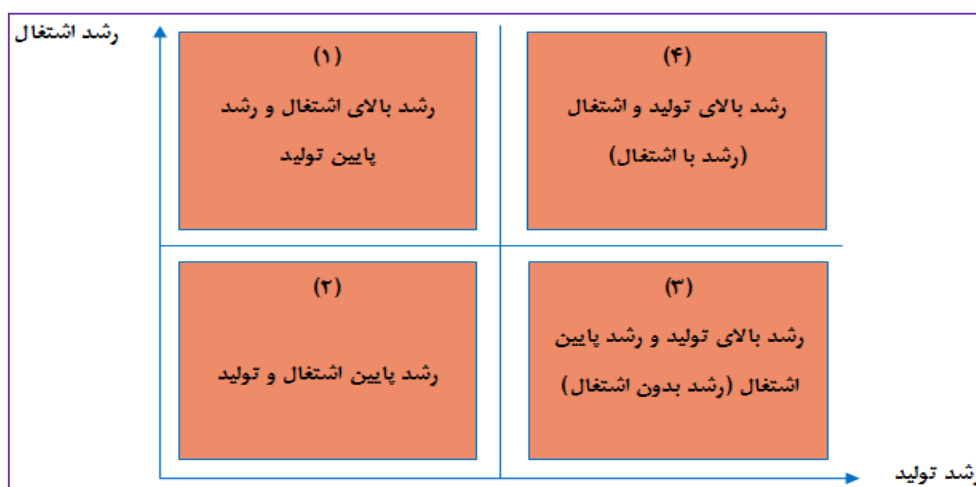 رشد اشتغال
(۱)
رشد بالای اشتغال و رشد
پایین تولید
(۴)
رشد بالای تولید و اشتغال
(رشد با اشتغال)
(۲)
رشد پایین اشتغال و تولید
(۳)
رشد بالای تولید و رشد پایین
اشتغال (رشد بدون اشتغال)
رشد تولید